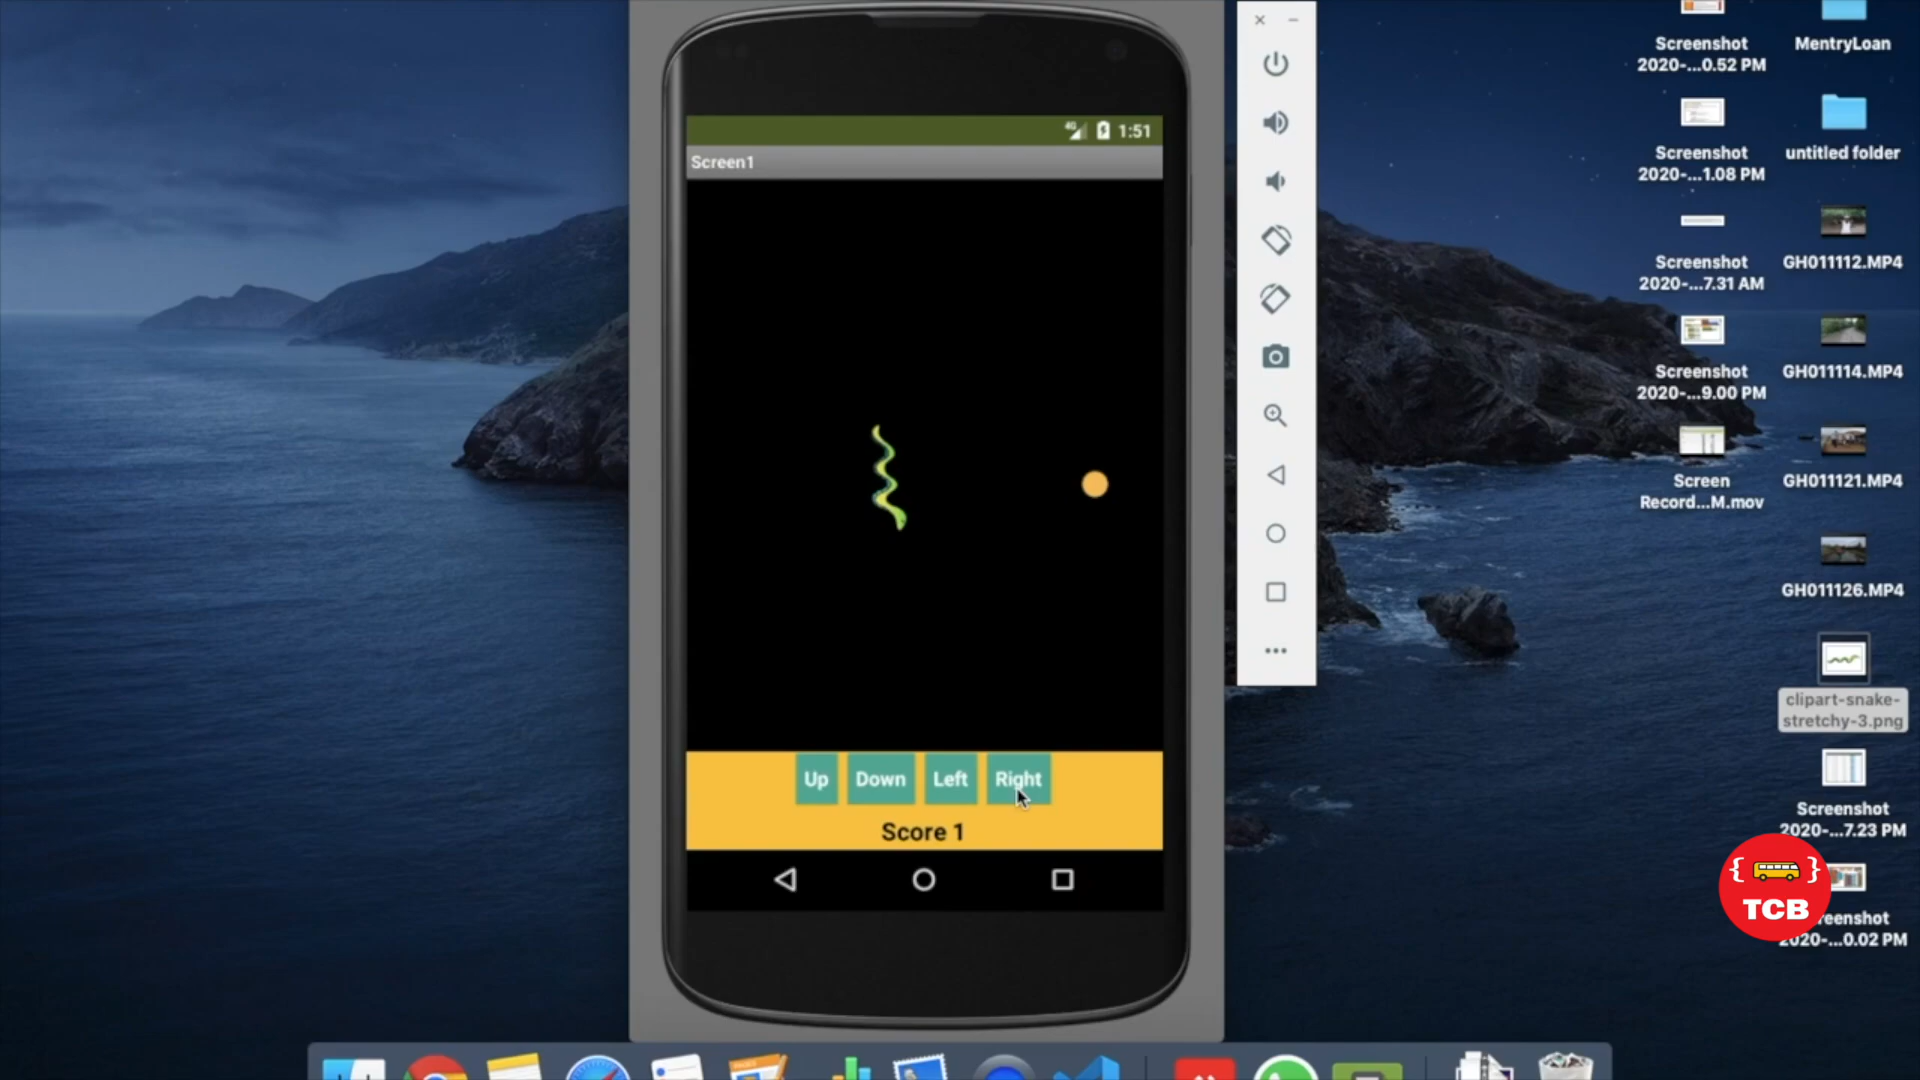 4G 1:51
Screen1
Up Down Left Right
Score 1
Screenshot
2020-...0.52 PM
MentryLoan
Screenshot
2020-...1.08 PM
untitled folder
Screenshot
2020-...7.31 AM
GH011112.MP4
Screenshot
2020-...9.00 PM
GH011114.MP4
Screen
Record...M.mov
GH011121.MP4
GH011126.MP4
clipart-snake-
stretchy-3.png
Screenshot
2020-...7.23 PM
{ }
TCB
reenshot
2020-...0.02 PM